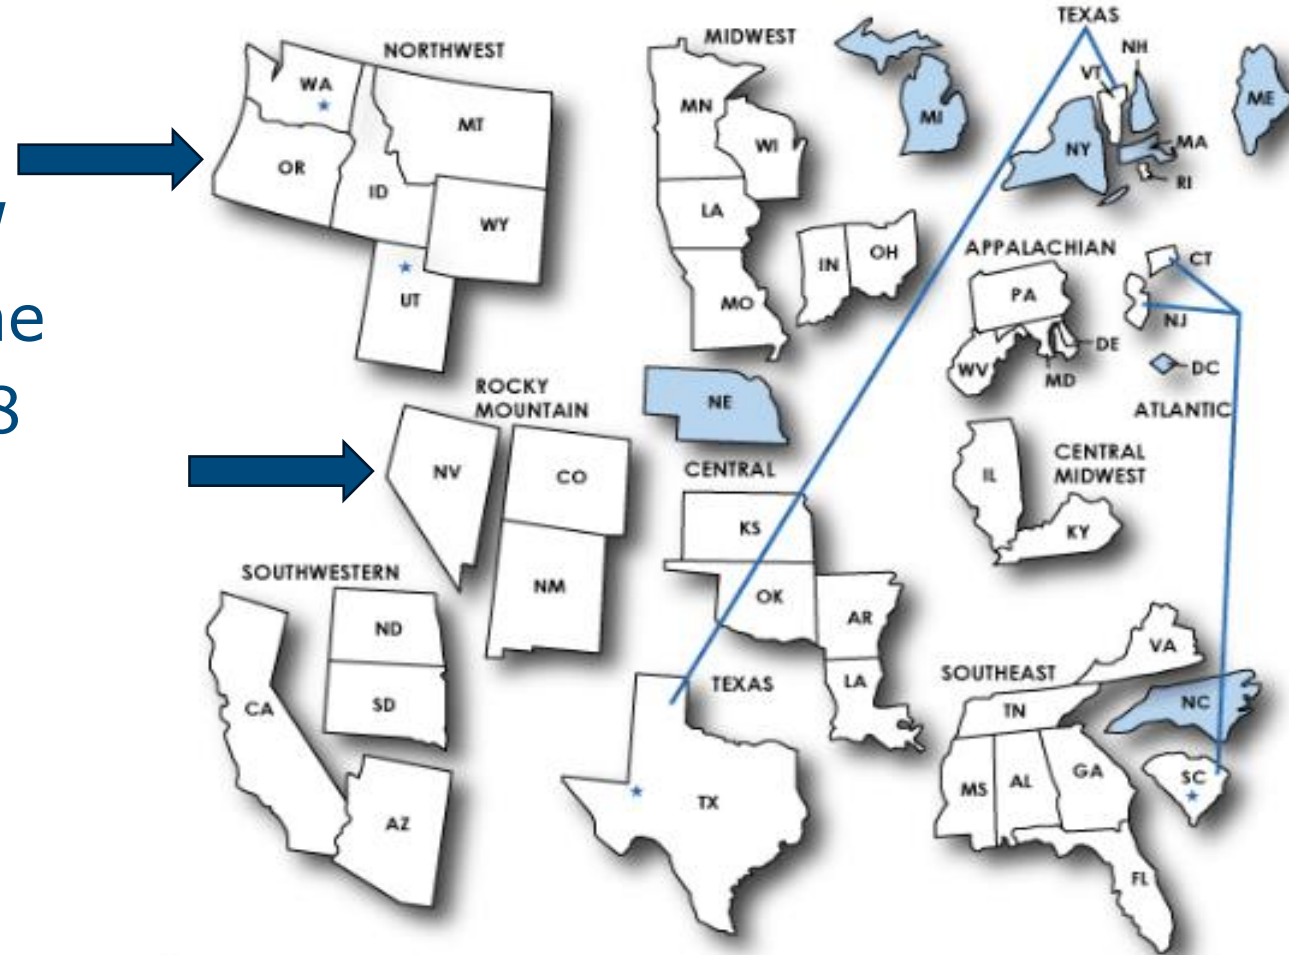 TEXAS
NORTHWEST
MIDWEST
NH
WA
VT
ME
MN
MI
MT
MA
WI
NY
OR
RI
ID
LA
WY
APPALACHIAN
OH
CT
IN
UT
PA
MO
NJ
DE
ne
DC
WV
MD
ROCKY
MOUNTAIN
NE
ATLANTIC
8
CENTRAL
CENTRAL
MIDWEST
NV
CO
IL
KS
KY
SOUTHWESTERN
NM
OK
AR
ND
VA
SOUTHEAST
TEXAS
LA
SD
CA
TN
NC
GA
SC
AL
MS
TX
AZ
FL